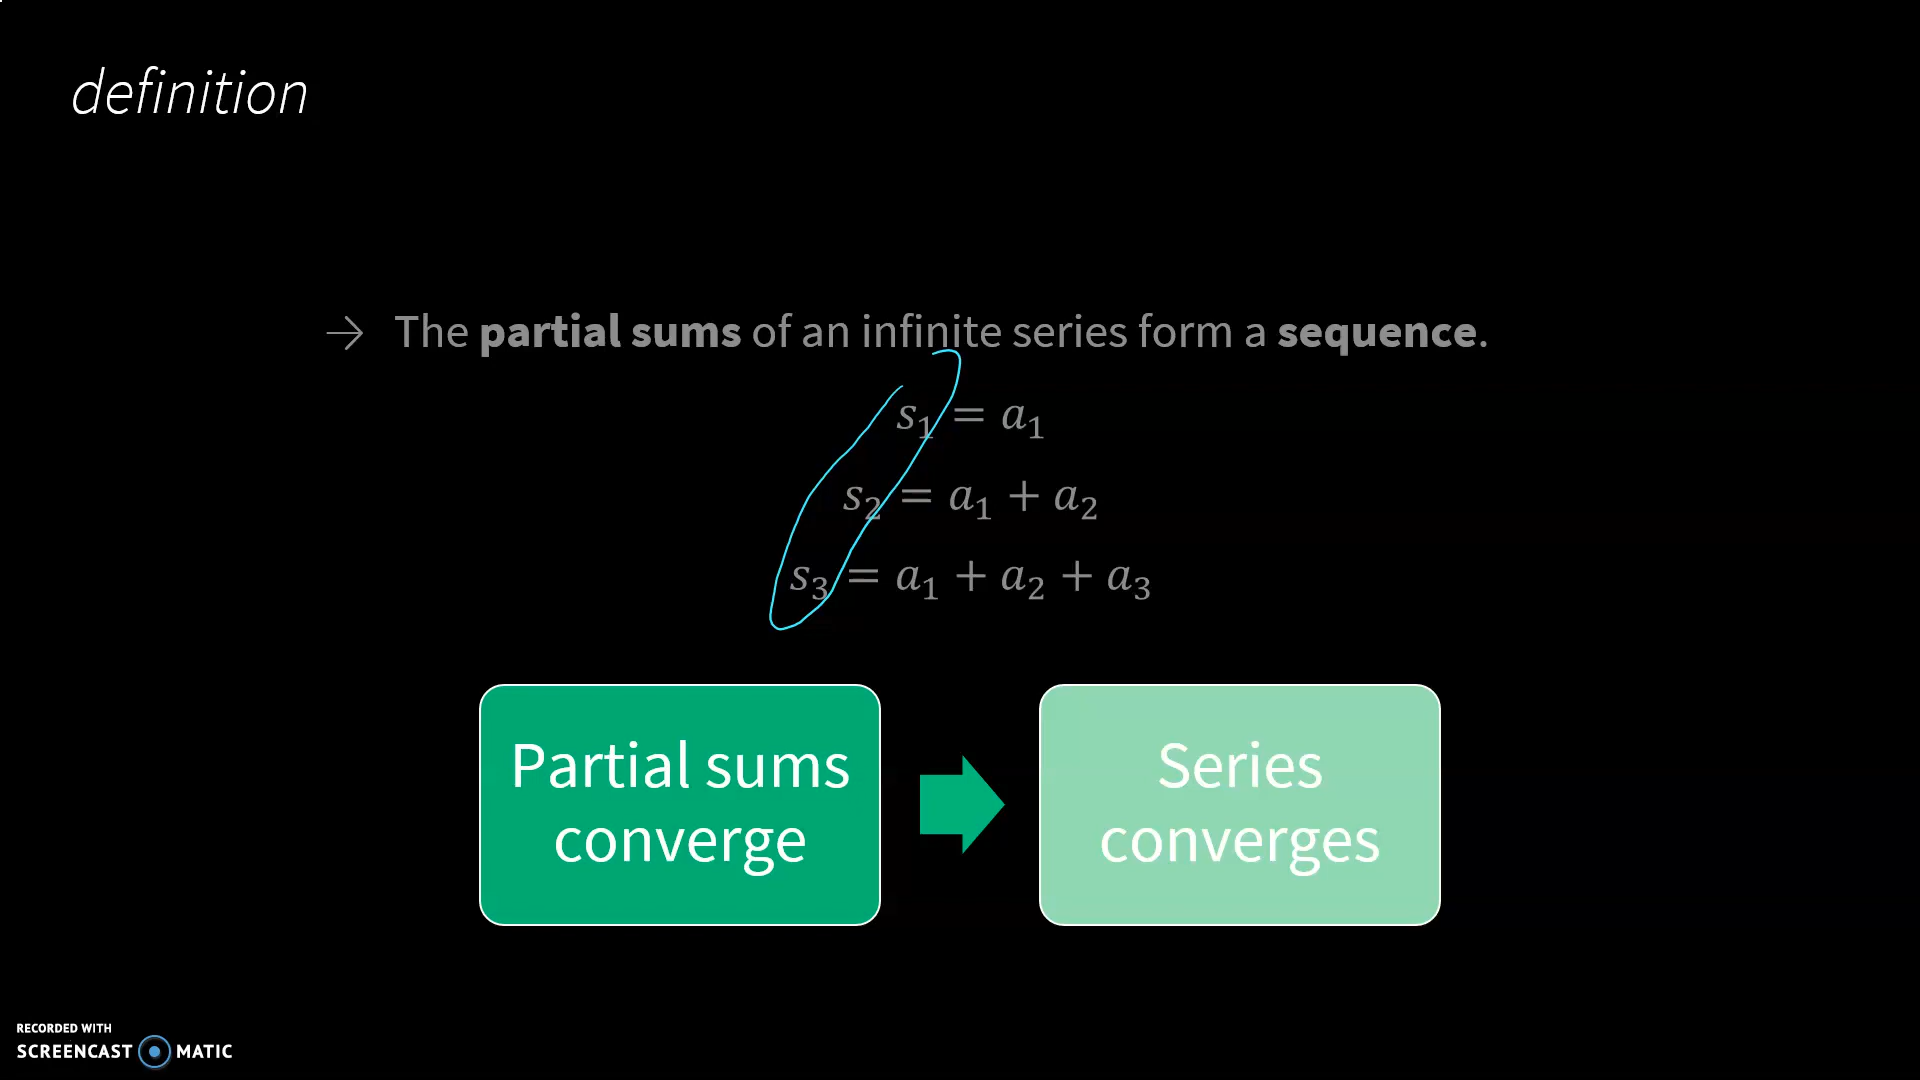 definition
→ The partial sums of an infinite series form a sequence.
s₁ = a₁
s₂ = a₁ + a₂
s₃ = a₁ + a₂ + a₃
Partial sums
converge
Series
converges
RECORDED WITH
SCREENCAST MATIC